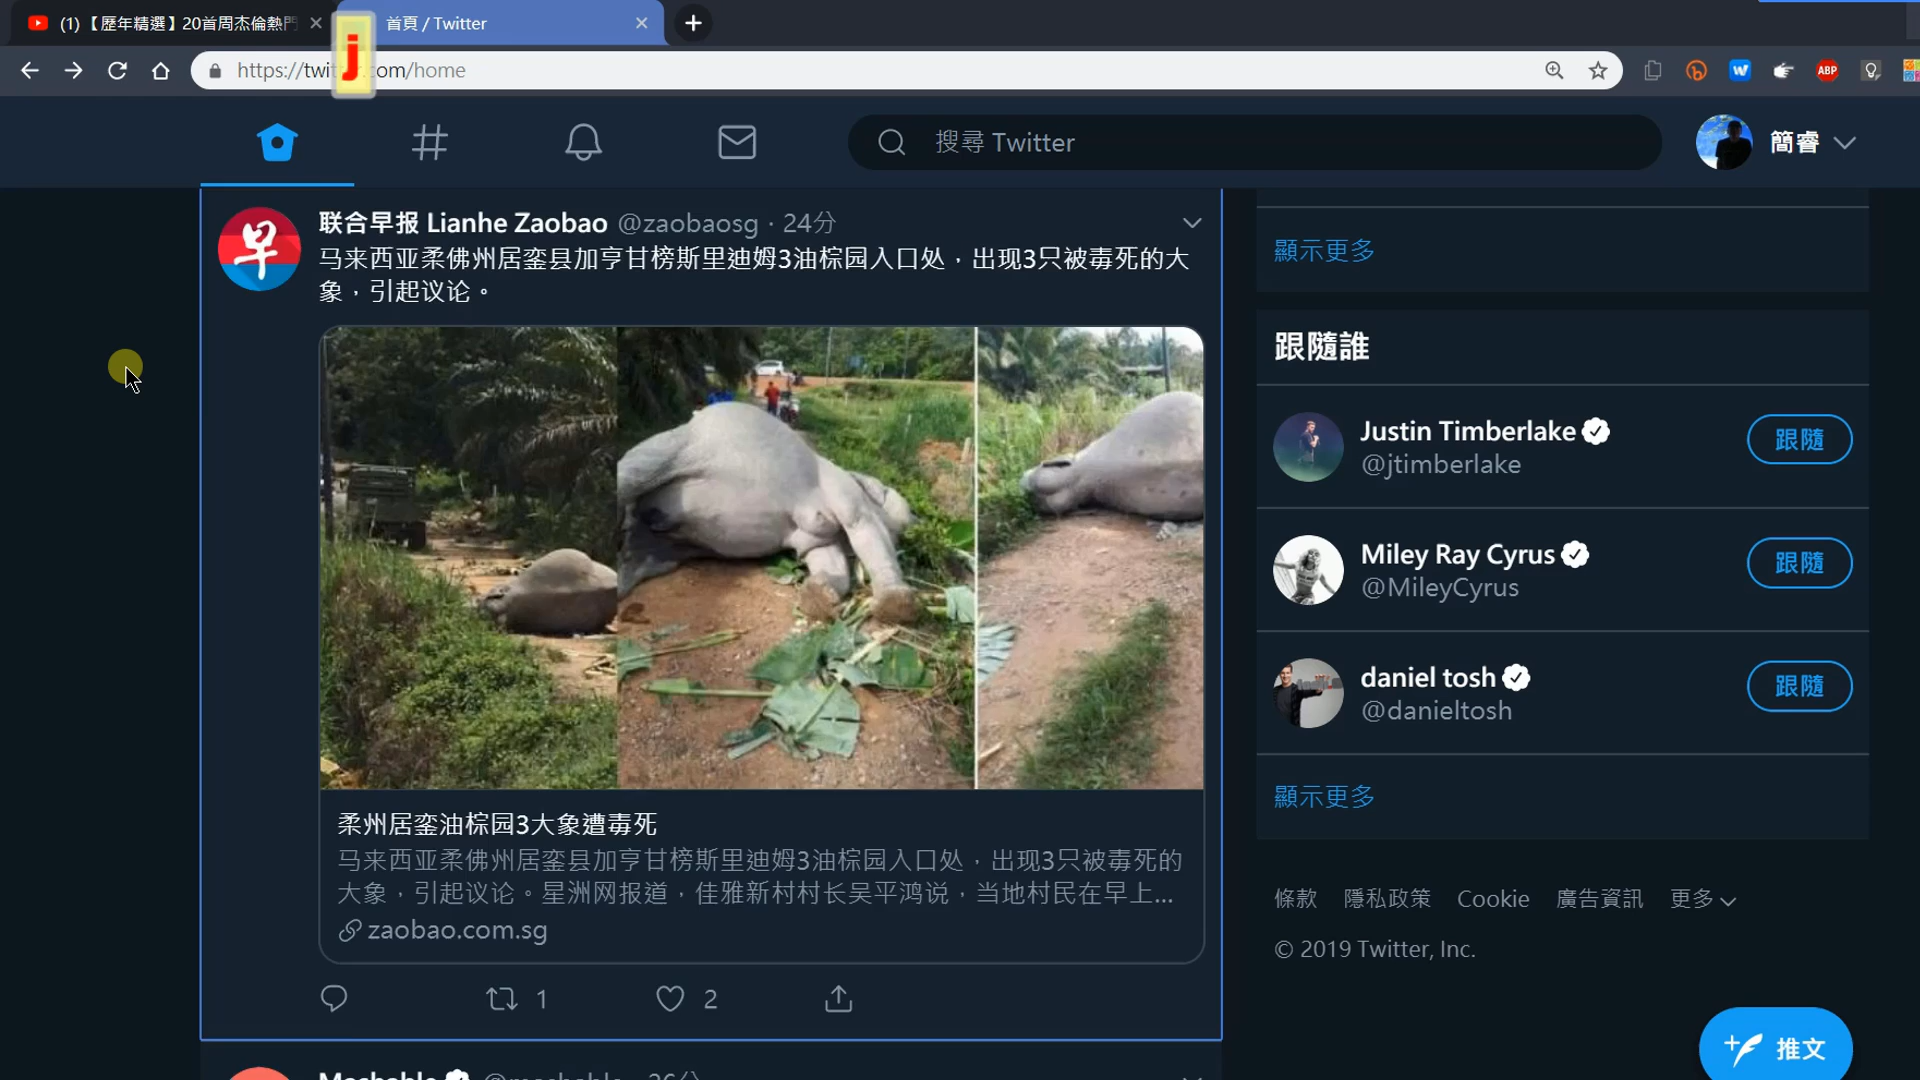 (1)【歷年精選】20首周杰倫熱門
首頁 / Twitter
j
https://twitter.com/home
ABP
搜尋 Twitter
簡睿
早
联合早报 Lianhe Zaobao @zaobaosg · 24分
马来西亚柔佛州居銮县加亨甘榜斯里迪姆3油棕园入口处，出现3只被毒死的大
象，引起议论。
柔州居銮油棕园3大象遭毒死
马来西亚柔佛州居銮县加亨甘榜斯里迪姆3油棕园入口处，出现3只被毒死的
大象，引起议论。星洲网报道，佳雅新村村长吴平鸿说，当地村民在早上...
zaobao.com.sg
1
2
Mashable @mashable · 26分
顯示更多
跟隨誰
Justin Timberlake
@jtimberlake
跟隨
Miley Ray Cyrus
@MileyCyrus
跟隨
daniel tosh
@danieltosh
跟隨
顯示更多
條款 隱私政策 Cookie 廣告資訊 更多
© 2019 Twitter, Inc.
推文